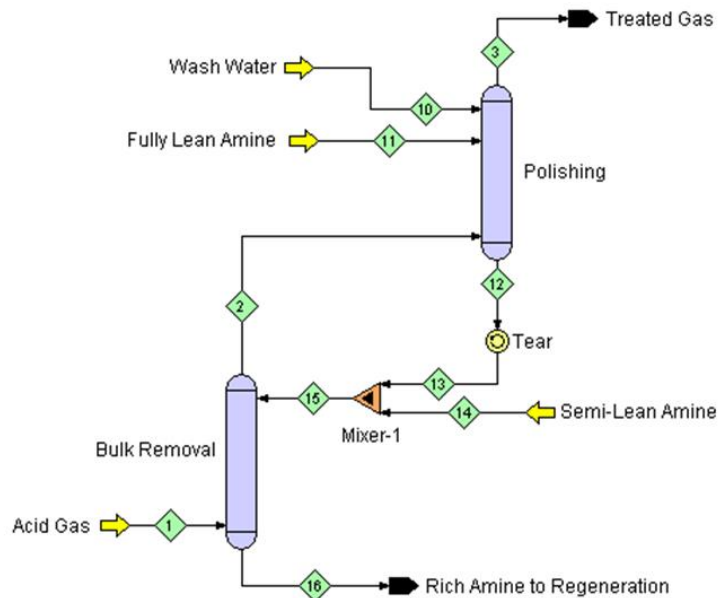 Treated Gas
3
Wash Water
10
Fully Lean Amine
11
Polishing
2
12
Tear
13
15
14
Semi-Lean Amine
Mixer-1
Bulk Removal
Acid Gas
1
16
Rich Amine to Regeneration